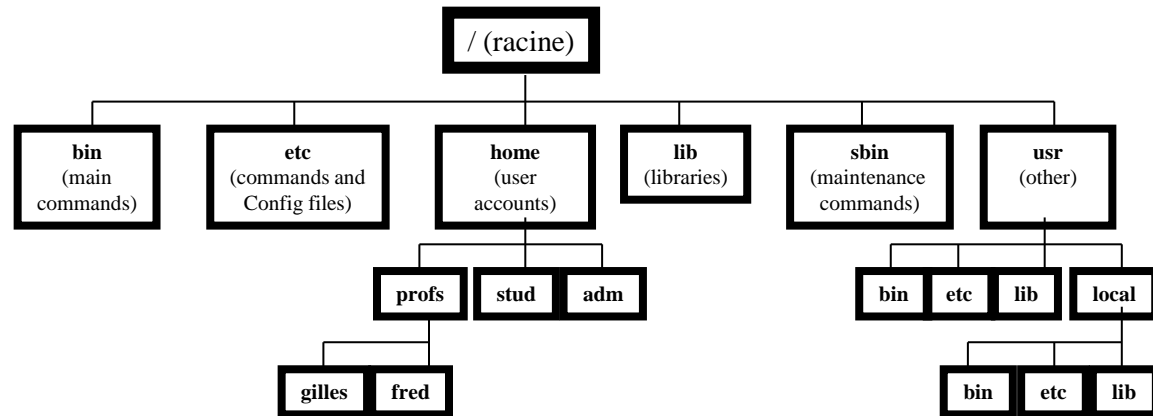 / (racine)
bin
(main
commands)
etc
(commands and
Config files)
home
(user
accounts)
lib
(libraries)
sbin
(maintenance
commands)
usr
(other)
profs
stud
adm
bin
etc
lib
local
gilles
fred
bin
etc
lib